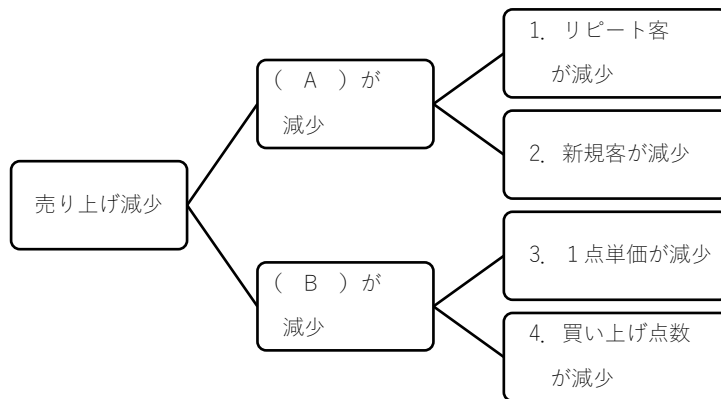 売り上げ減少
（　A　）が
減少
（　B　）が
減少
1．リピート客
が減少
2．新規客が減少
3．１点単価が減少
4．買い上げ点数
が減少